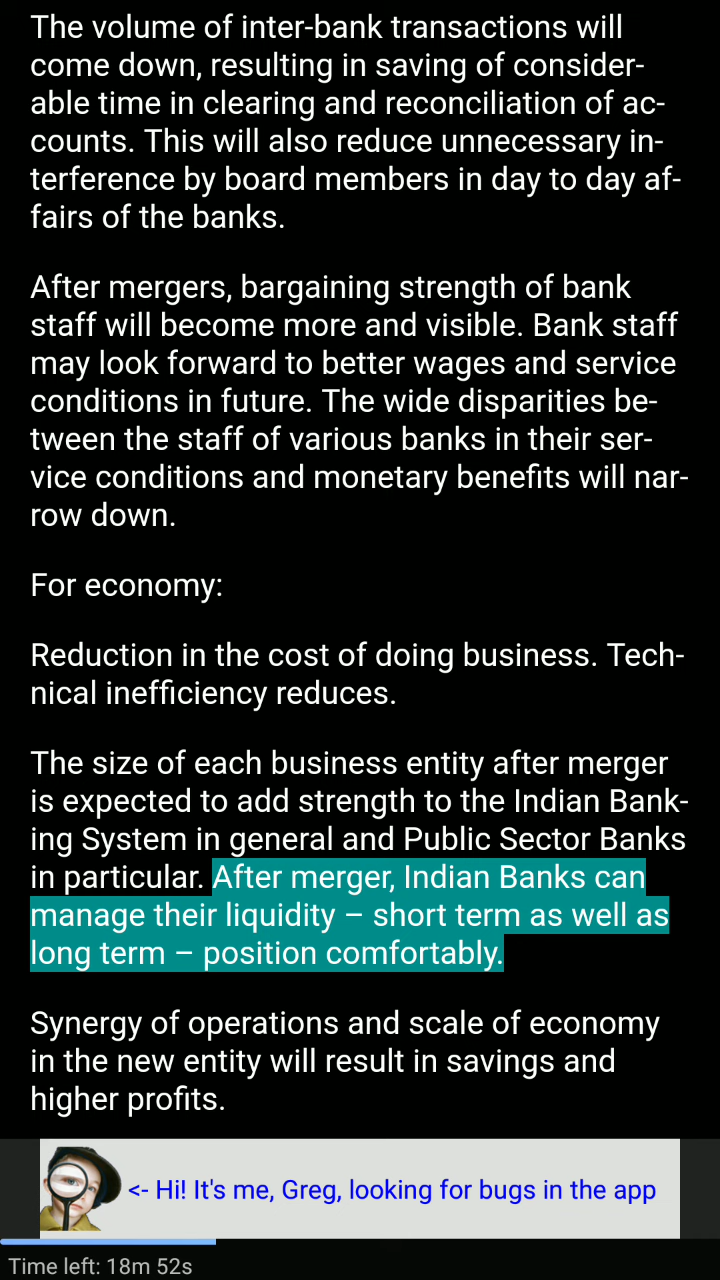 The volume of inter-bank transactions will
come down, resulting in saving of consider-
able time in clearing and reconciliation of ac-
counts. This will also reduce unnecessary in-
terference by board members in day to day af-
fairs of the banks.
After mergers, bargaining strength of bank
staff will become more and visible. Bank staff
may look forward to better wages and service
conditions in future. The wide disparities be-
tween the staff of various banks in their ser-
vice conditions and monetary benefits will nar-
row down.
For economy:
Reduction in the cost of doing business. Tech-
nical inefficiency reduces.
The size of each business entity after merger
is expected to add strength to the Indian Bank-
ing System in general and Public Sector Banks
in particular. After merger, Indian Banks can
manage their liquidity – short term as well as
long term – position comfortably.
Synergy of operations and scale of economy
in the new entity will result in savings and
higher profits.
<- Hi! It's me, Greg, looking for bugs in the app
Time left: 18m 52s